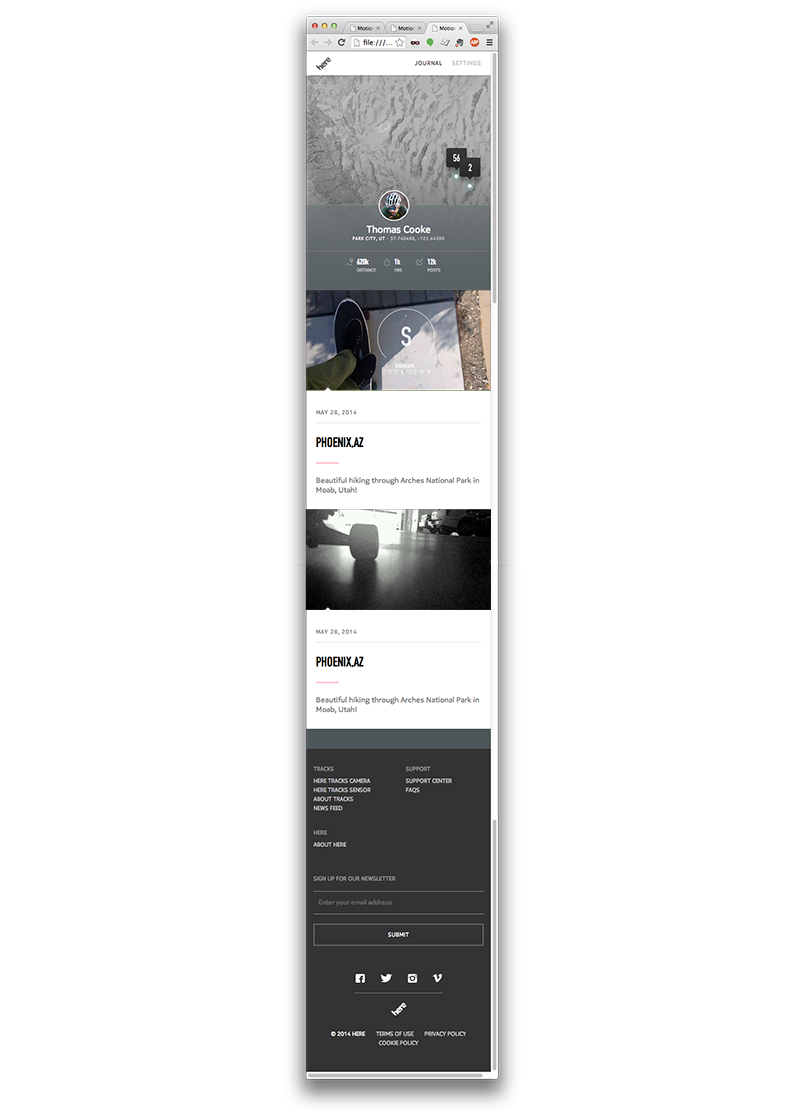 Motion
Motion
Motion
file:///...
here
JOURNAL SETTINGS
56
2
Thomas Cooke
PARK CITY, UT - 37.740488, -122.44300
620k 1k 12k
DISTANCE HRS POSTS
S
MAY 28, 2014
PHOENIX,AZ
Beautiful hiking through Arches National Park in
Moab, Utah!
MAY 28, 2014
PHOENIX,AZ
Beautiful hiking through Arches National Park in
Moab, Utah!
TRACKS SUPPORT
HERE TRACKS CAMERA SUPPORT CENTER
HERE TRACKS SENSOR FAQS
ABOUT TRACKS
NEWS FEED
HERE
ABOUT HERE
SIGN UP FOR OUR NEWSLETTER
Enter your email address
SUBMIT
here
© 2014 HERE TERMS OF USE PRIVACY POLICY
COOKIE POLICY